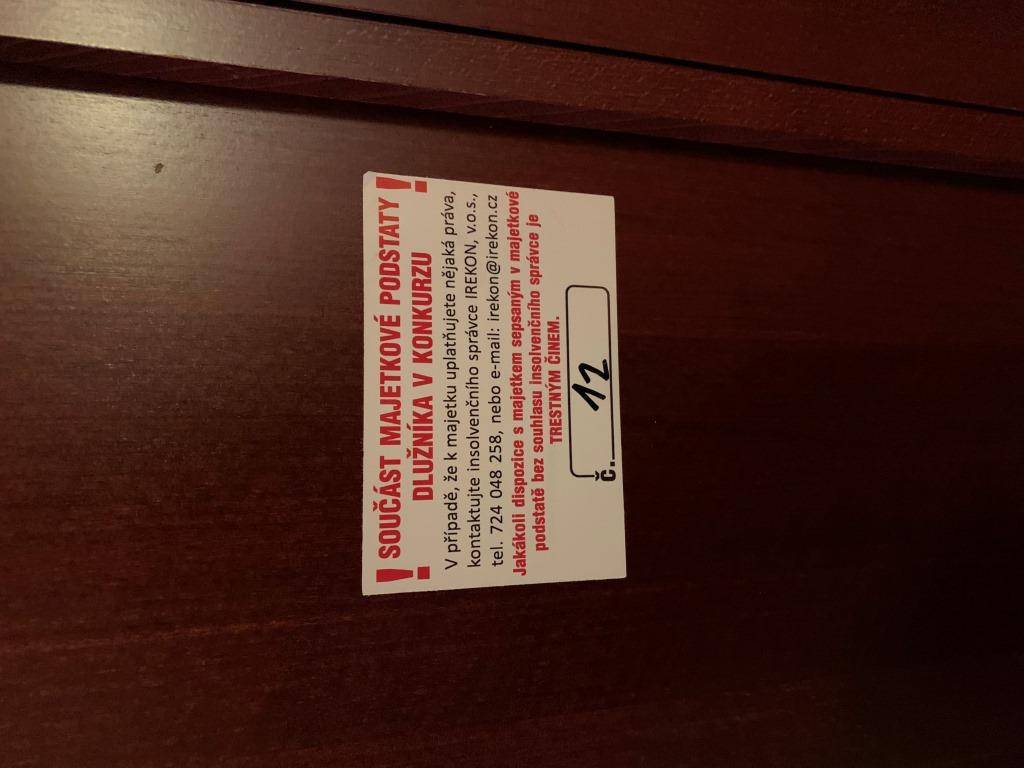 ! SOUČÁST MAJETKOVÉ PODSTATY !
DLUŽNÍKA V KONKURZU
V případě, že k majetku uplatňujete nějaká práva,
kontaktujte insolvenčního správce IREKON, v.o.s.,
tel. 724 048 258, nebo e-mail: irekon@irekon.cz
Jakákoli dispozice s majetkem sepsaným v majetkové
podstatě bez souhlasu insolvenčního správce je
TRESTNÝM ČINEM.
č. 12